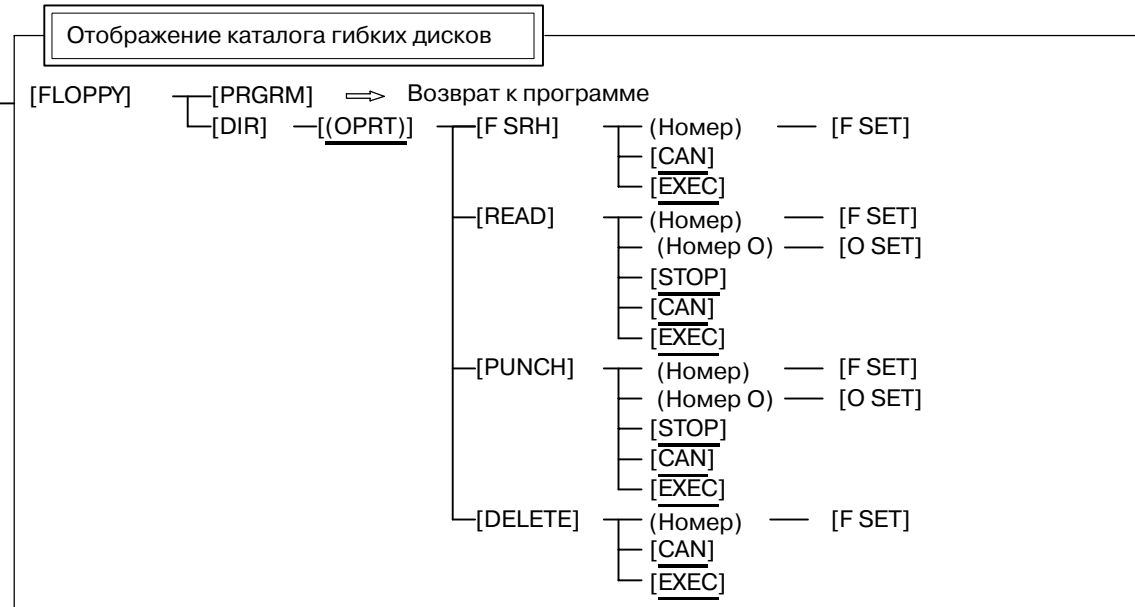 Отображение каталога гибких дисков
[FLOPPY] [PRGRM] ⇨ Возврат к программе
[DIR] [(OPRT)] [F SRH] (Номер) [F SET]
[CAN]
[EXEC]
[READ] (Номер) [F SET]
(Номер O) [O SET]
[STOP]
[CAN]
[EXEC]
[PUNCH] (Номер) [F SET]
(Номер O) [O SET]
[STOP]
[CAN]
[EXEC]
[DELETE] (Номер) [F SET]
[CAN]
[EXEC]